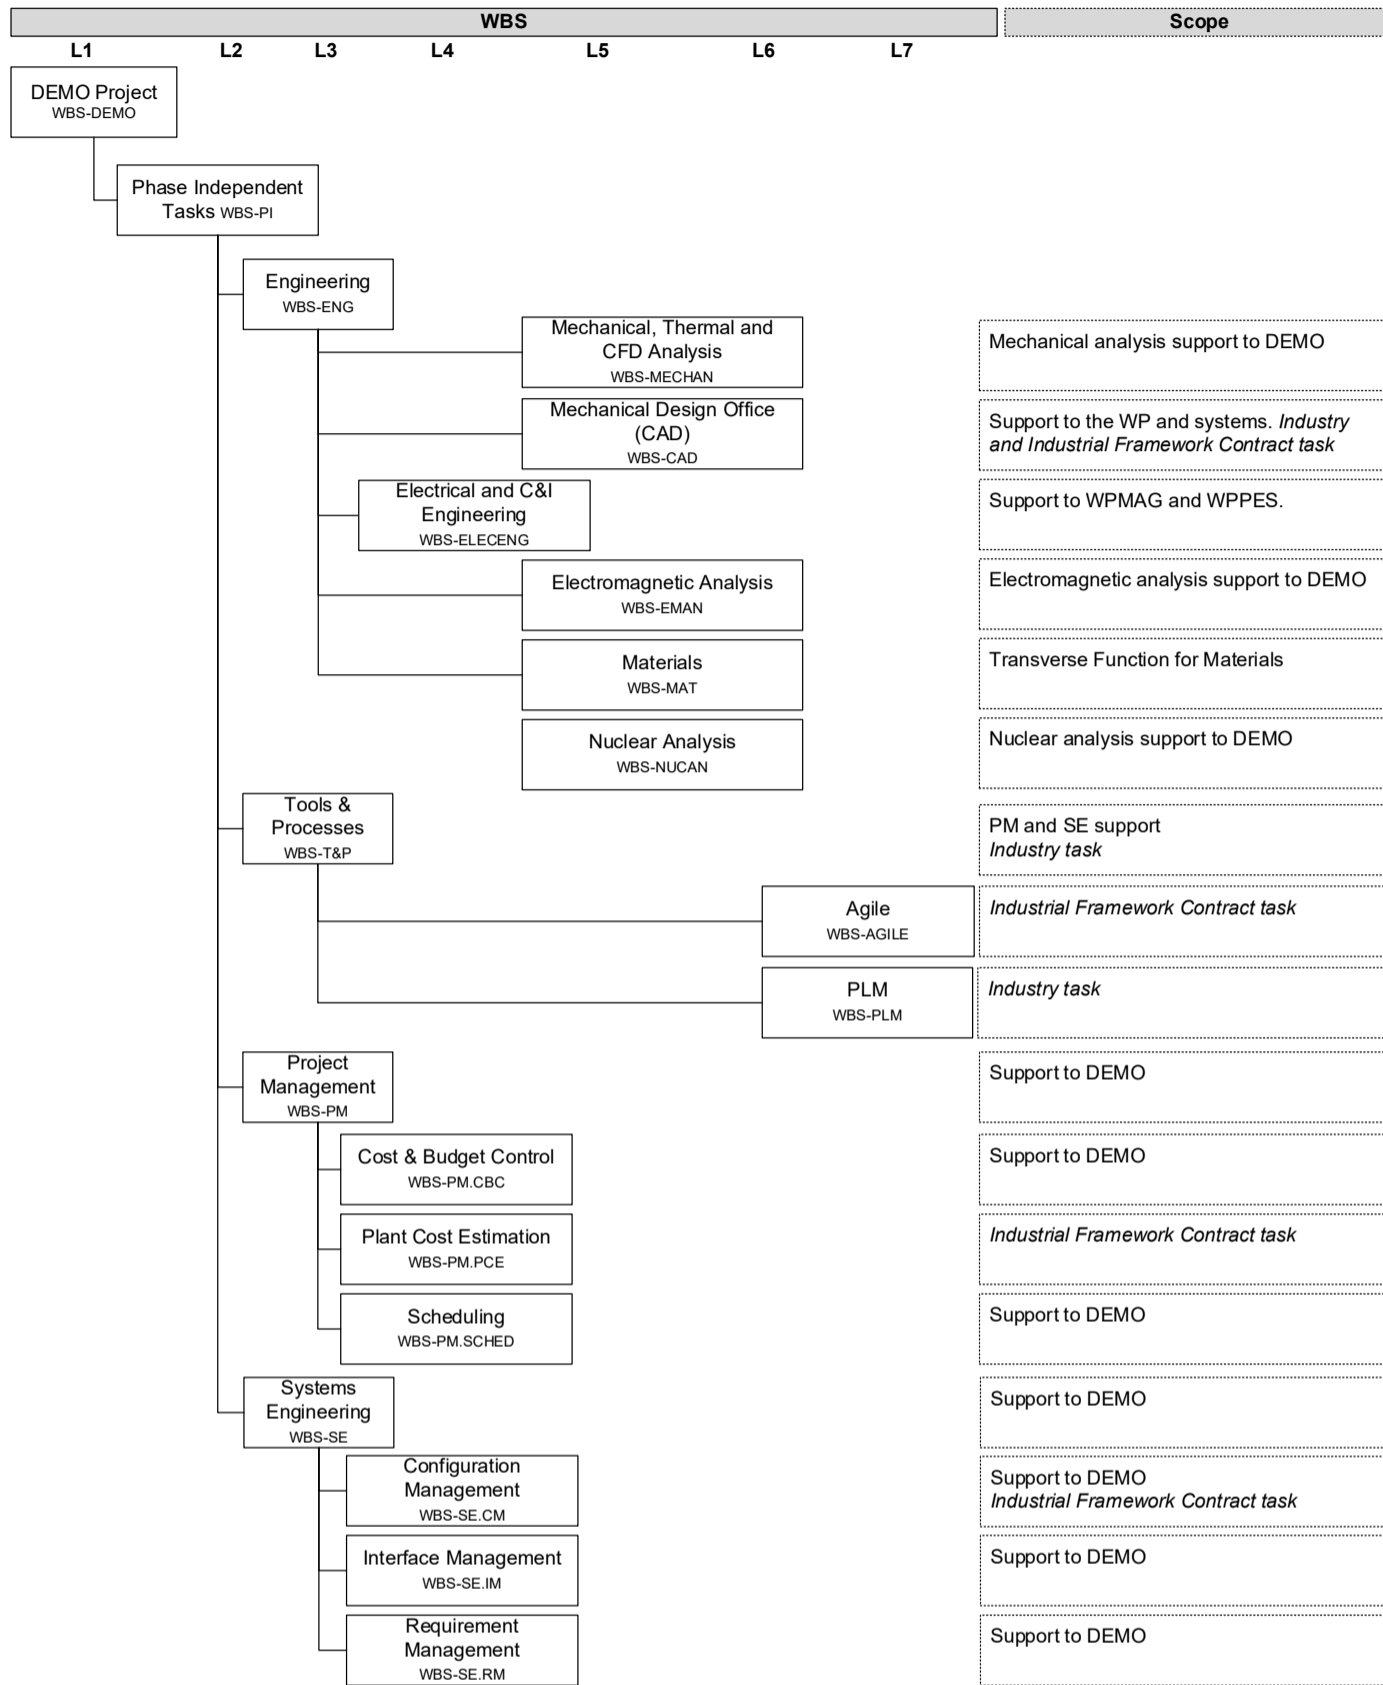 WBS
Scope
L1 L2 L3 L4 L5 L6 L7
DEMO Project
WBS-DEMO
Phase Independent
Tasks WBS-PI
Engineering
WBS-ENG
Mechanical, Thermal and
CFD Analysis
WBS-MECHAN
Mechanical analysis support to DEMO
Mechanical Design Office
(CAD)
WBS-CAD
Support to the WP and systems. Industry
and Industrial Framework Contract task
Electrical and C&I
Engineering
WBS-ELECENG
Support to WPMAG and WPPES.
Electromagnetic Analysis
WBS-EMAN
Electromagnetic analysis support to DEMO
Materials
WBS-MAT
Transverse Function for Materials
Nuclear Analysis
WBS-NUCAN
Nuclear analysis support to DEMO
Tools &
Processes
WBS-T&P
PM and SE support
Industry task
Agile
WBS-AGILE
Industrial Framework Contract task
PLM
WBS-PLM
Industry task
Project
Management
WBS-PM
Support to DEMO
Cost & Budget Control
WBS-PM.CBC
Support to DEMO
Plant Cost Estimation
WBS-PM.PCE
Industrial Framework Contract task
Scheduling
WBS-PM.SCHED
Support to DEMO
Systems
Engineering
WBS-SE
Support to DEMO
Configuration
Management
WBS-SE.CM
Support to DEMO
Industrial Framework Contract task
Interface Management
WBS-SE.IM
Support to DEMO
Requirement
Management
WBS-SE.RM
Support to DEMO